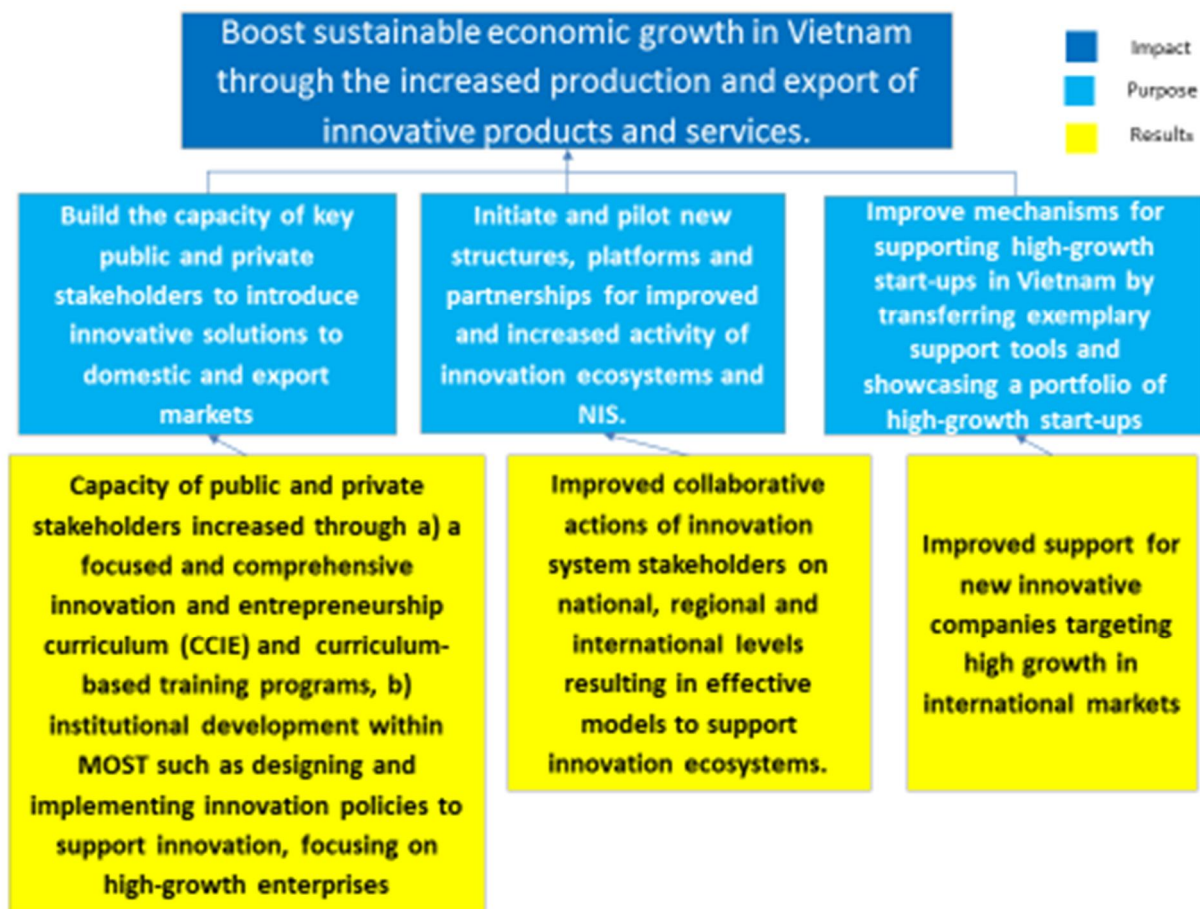 Boost sustainable economic growth in Vietnam
through the increased production and export of
innovative products and services.
Impact
Purpose
Results
Build the capacity of key
public and private
stakeholders to introduce
innovative solutions to
domestic and export
markets
Initiate and pilot new
structures, platforms and
partnerships for improved
and increased activity of
innovation ecosystems and
NIS.
Improve mechanisms for
supporting high-growth
start-ups in Vietnam by
transferring exemplary
support tools and
showcasing a portfolio of
high-growth start-ups
Capacity of public and private
stakeholders increased through a) a
focused and comprehensive
innovation and entrepreneurship
curriculum (CCIE) and curriculum-
based training programs, b)
institutional development within
MOST such as designing and
implementing innovation policies to
support innovation, focusing on
high-growth enterprises
Improved collaborative
actions of innovation
system stakeholders on
national, regional and
international levels
resulting in effective
models to support
innovation ecosystems.
Improved support for
new innovative
companies targeting
high growth in
international markets